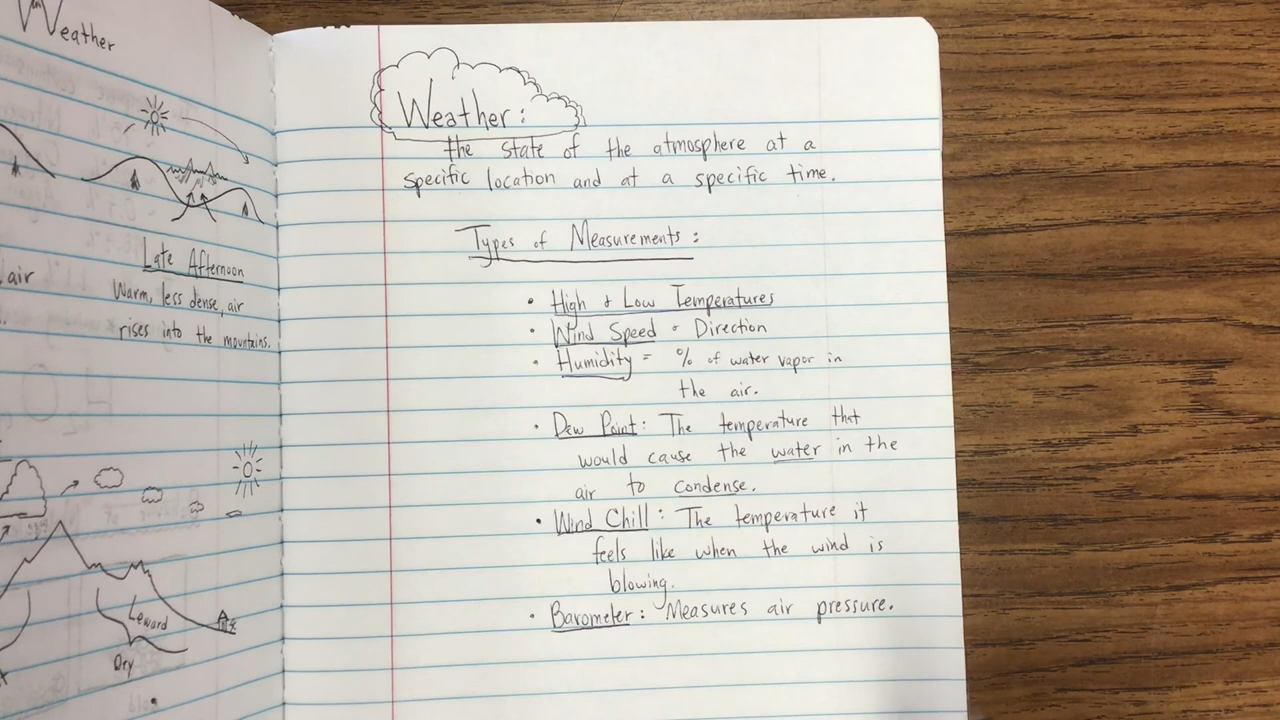 Weather
Late Afternoon
air
Warm, less dense, air
rises into the mountains.
Leward
Dry
Weather:
the state of the atmosphere at a
specific location and at a specific time.
Types of Measurements:
• High & Low Temperatures
• Wind Speed & Direction
• Humidity = % of water vapor in
the air.
• Dew Point: The temperature that
would cause the water in the
air to condense.
• Wind Chill: The temperature it
feels like when the wind is
blowing.
• Barometer: Measures air pressure.